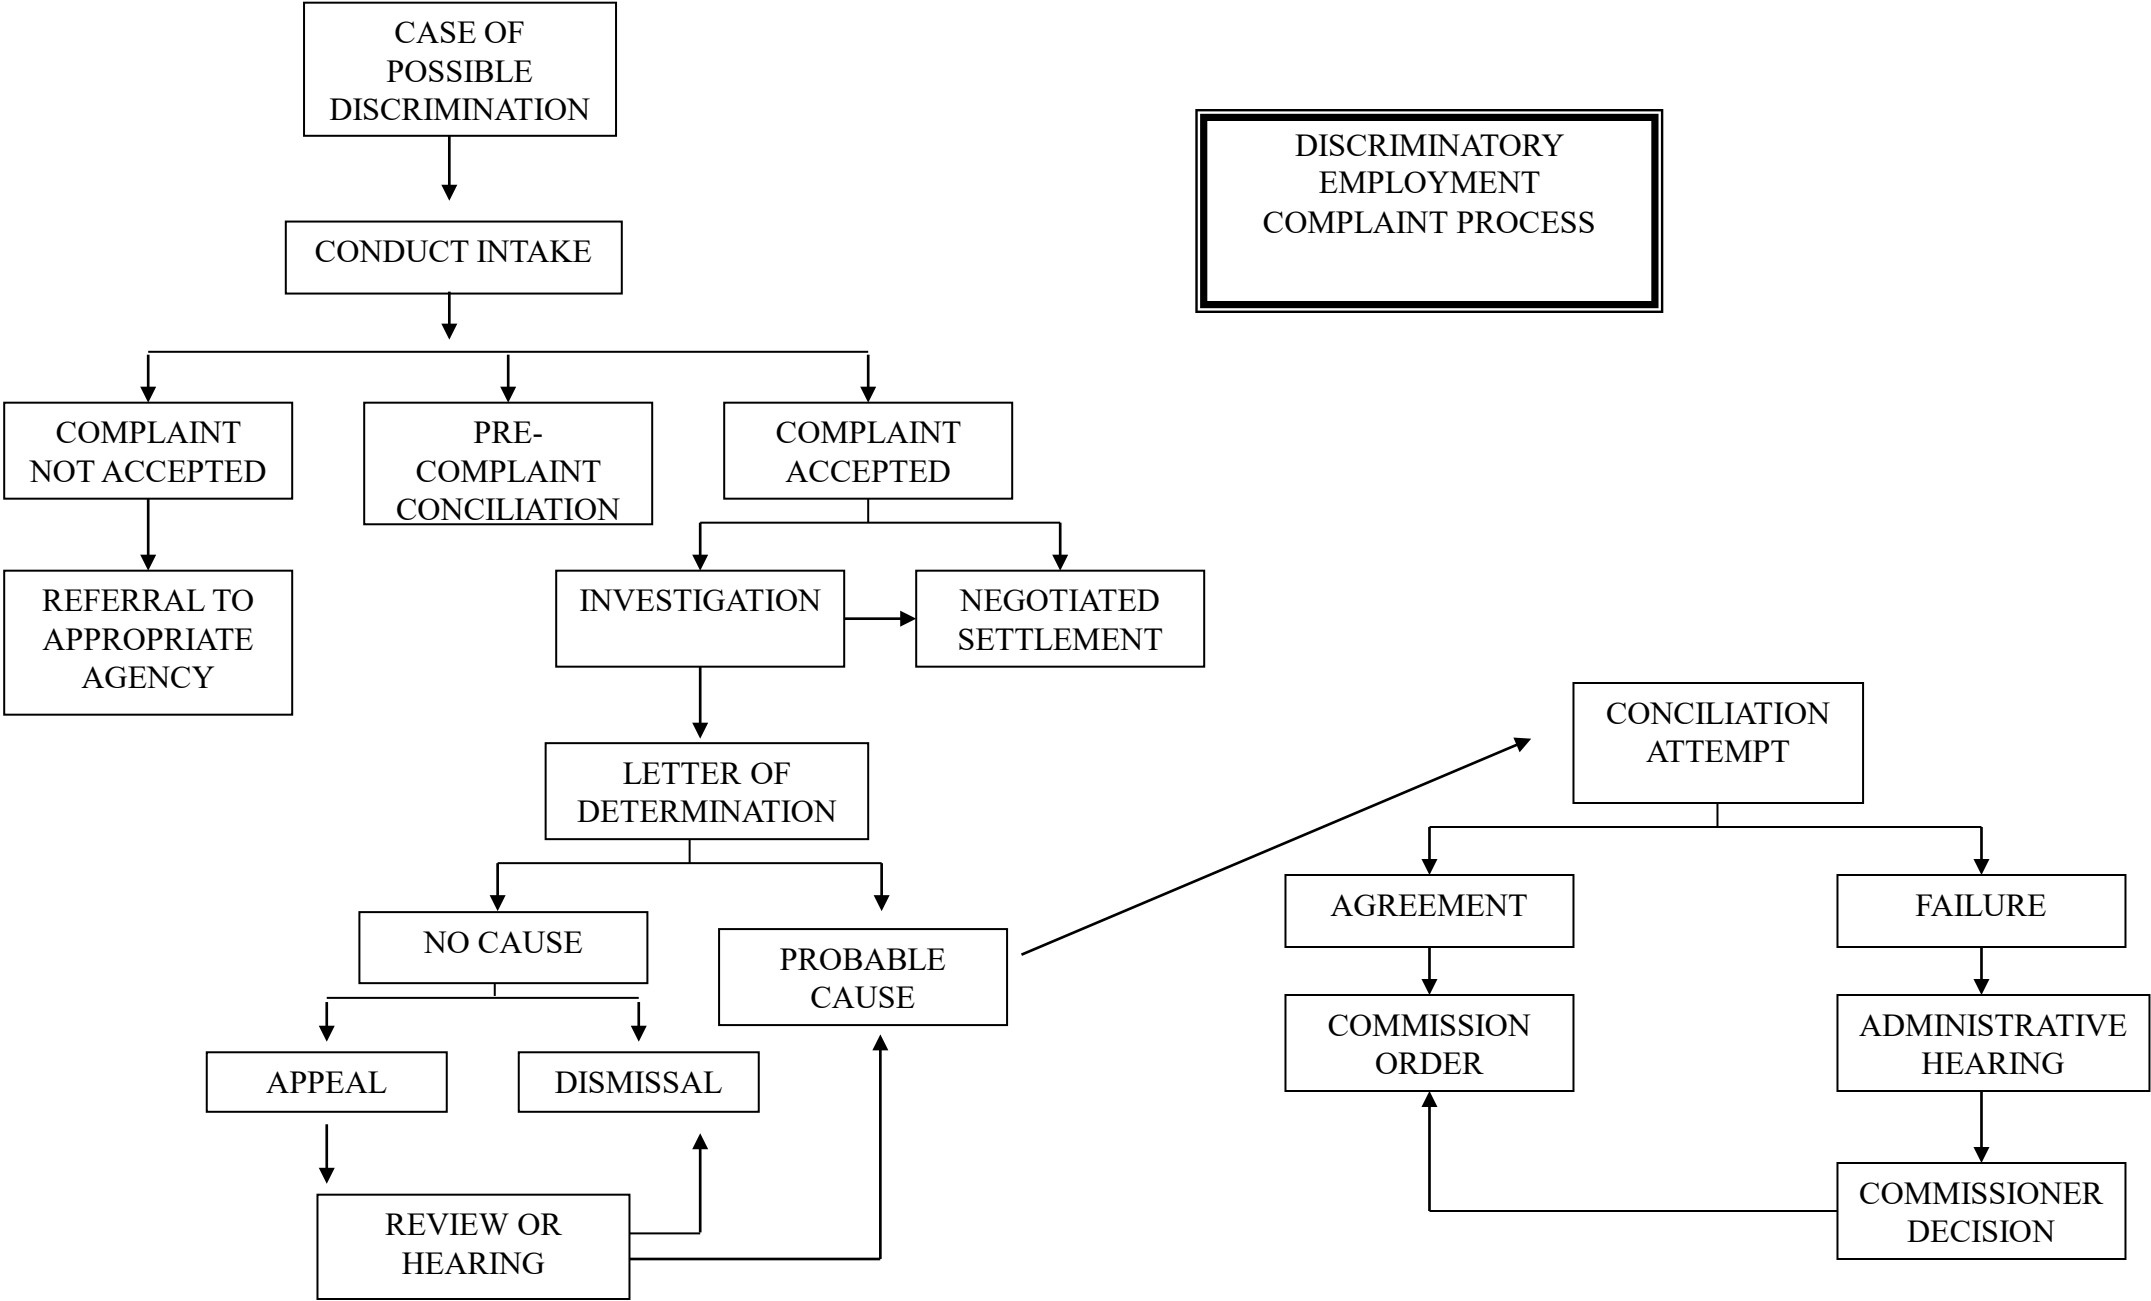 CASE OF
POSSIBLE
DISCRIMINATION
DISCRIMINATORY
EMPLOYMENT
COMPLAINT PROCESS
CONDUCT INTAKE
COMPLAINT
NOT ACCEPTED
PRE-
COMPLAINT
CONCILIATION
COMPLAINT
ACCEPTED
REFERRAL TO
APPROPRIATE
AGENCY
INVESTIGATION
NEGOTIATED
SETTLEMENT
LETTER OF
DETERMINATION
NO CAUSE
PROBABLE
CAUSE
APPEAL
DISMISSAL
REVIEW OR
HEARING
CONCILIATION
ATTEMPT
AGREEMENT
FAILURE
COMMISSION
ORDER
ADMINISTRATIVE
HEARING
COMMISSIONER
DECISION